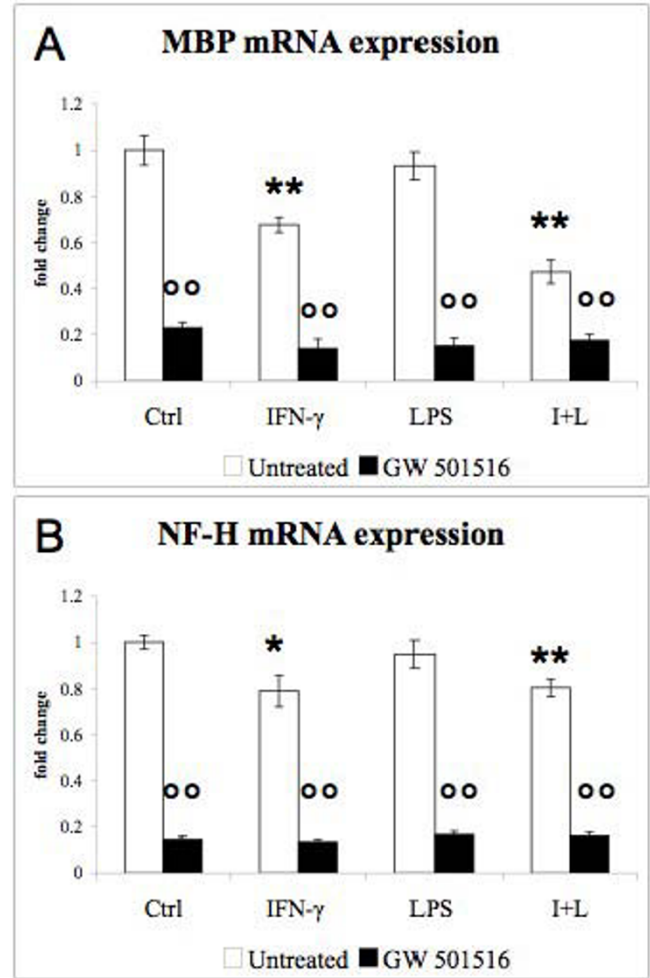 A
MBP mRNA expression
fold change
1.2
1
0.8
0.6
0.4
0.2
0
**
**
oo
oo
oo
oo
Ctrl IFN-γ LPS I+L
Untreated GW 501516
B
NF-H mRNA expression
fold change
1.2
1
0.8
0.6
0.4
0.2
0
*
**
oo
oo
oo
oo
Ctrl IFN-γ LPS I+L
Untreated GW 501516